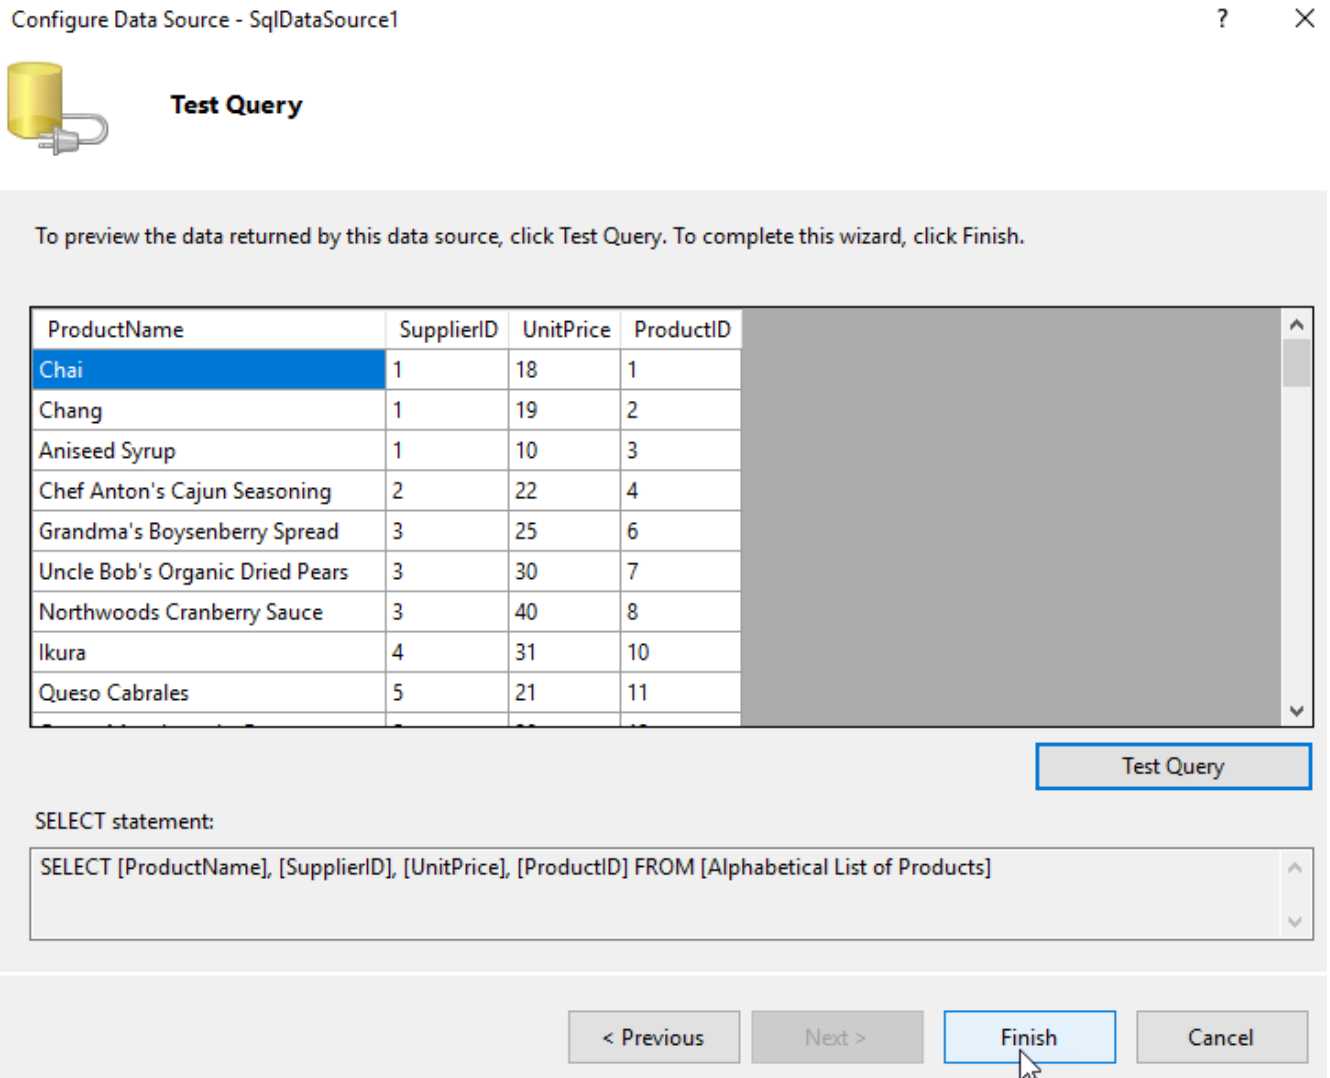 Configure Data Source - SqlDataSource1 ?
Test Query
To preview the data returned by this data source, click Test Query. To complete this wizard, click Finish.
ProductName SupplierID UnitPrice ProductID
Chai 1 18 1
Chang 1 19 2
Aniseed Syrup 1 10 3
Chef Anton's Cajun Seasoning 2 22 4
Grandma's Boysenberry Spread 3 25 6
Uncle Bob's Organic Dried Pears 3 30 7
Northwoods Cranberry Sauce 3 40 8
Ikura 4 31 10
Queso Cabrales 5 21 11
Test Query
SELECT statement:
SELECT [ProductName], [SupplierID], [UnitPrice], [ProductID] FROM [Alphabetical List of Products]
< Previous Next > Finish Cancel